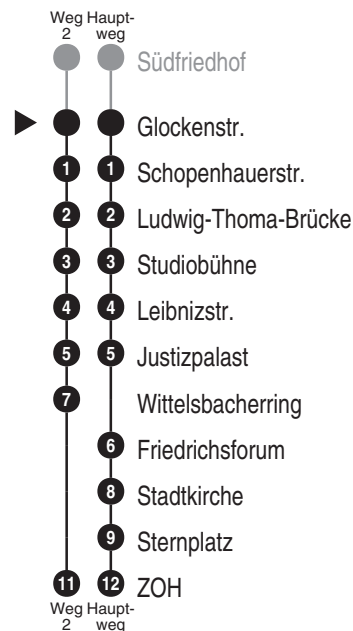 Weg Haupt-
2 weg
Südfriedhof
Glockenstr.
1 1 Schopenhauerstr.
2 2 Ludwig-Thoma-Brücke
3 3 Studiobühne
4 4 Leibnizstr.
5 5 Justizpalast
7 Wittelsbacherring
6 Friedrichsforum
8 Stadtkirche
9 Sternplatz
11 12 ZOH
Weg Haupt-
2 weg